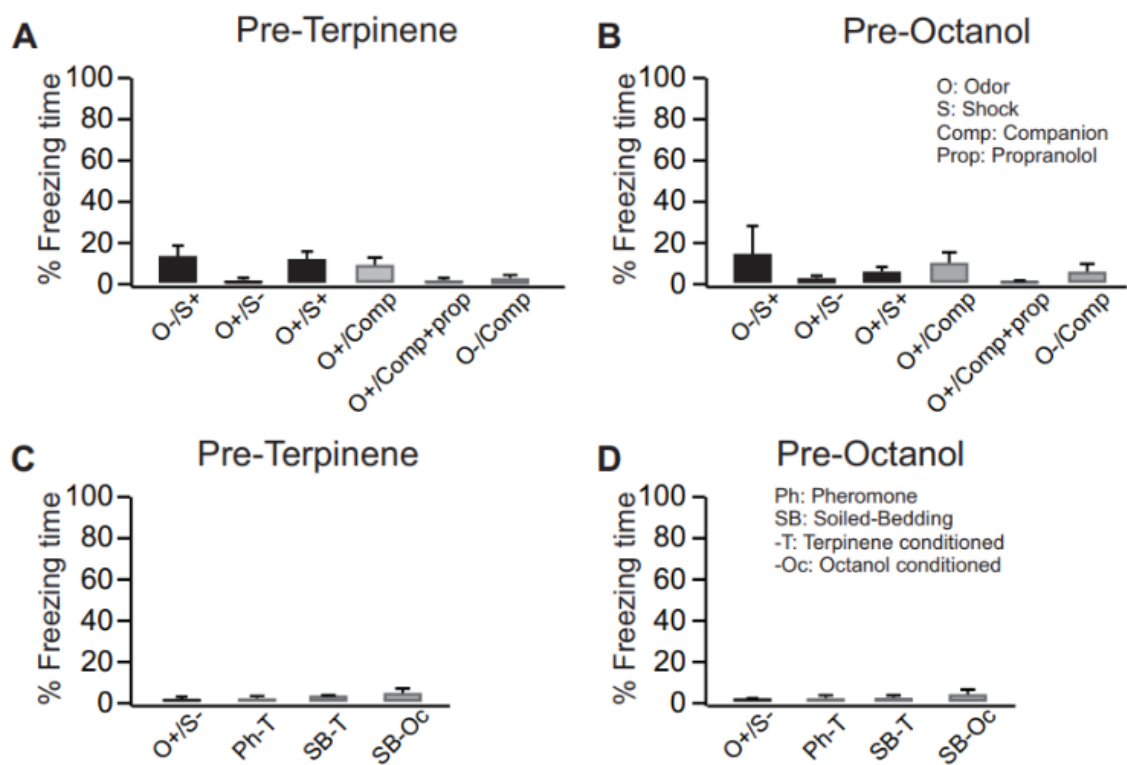 A
Pre-Terpinene
% Freezing time
100
80
60
40
20
0
O-/S+
O+/S-
O+/S+
O+/Comp
O+/Comp+prop
O-/Comp
B
Pre-Octanol
O: Odor
S: Shock
Comp: Companion
Prop: Propranolol
% Freezing time
100
80
60
40
20
0
O-/S+
O+/S-
O+/S+
O+/Comp
O+/Comp+prop
O-/Comp
C
Pre-Terpinene
% Freezing time
100
80
60
40
20
0
O+/S-
Ph-T
SB-T
SB-Oc
D
Pre-Octanol
Ph: Pheromone
SB: Soiled-Bedding
-T: Terpinene conditioned
-Oc: Octanol conditioned
% Freezing time
100
80
60
40
20
0
O+/S-
Ph-T
SB-T
SB-Oc